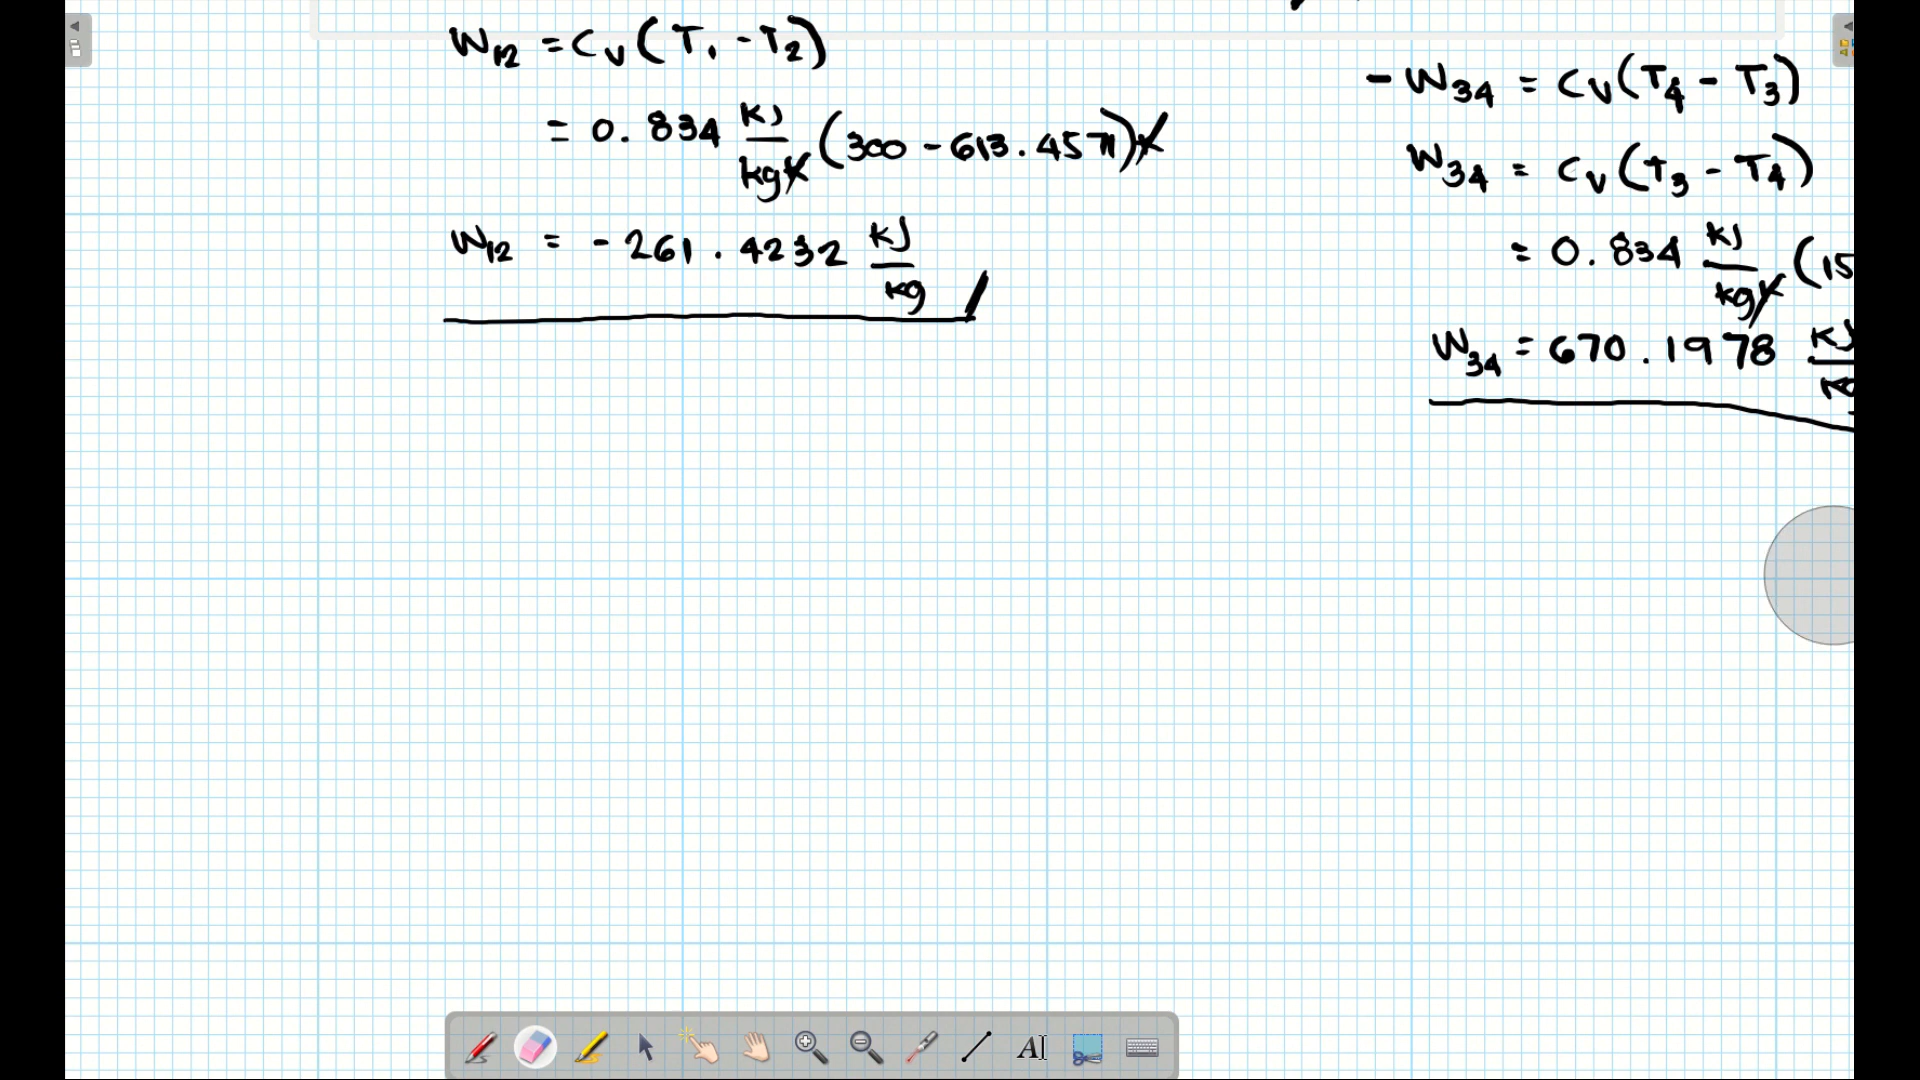 W12 = Cv (T1 - T2)
= 0.834 kJ/kgK (300 - 613.4571) K
W12 = - 261.4232 kJ/kg
- W34 = Cv (T4 - T3)
W34 = Cv (T3 - T4)
= 0.834 kJ/kgK (15
W34 = 670.1978 kJ